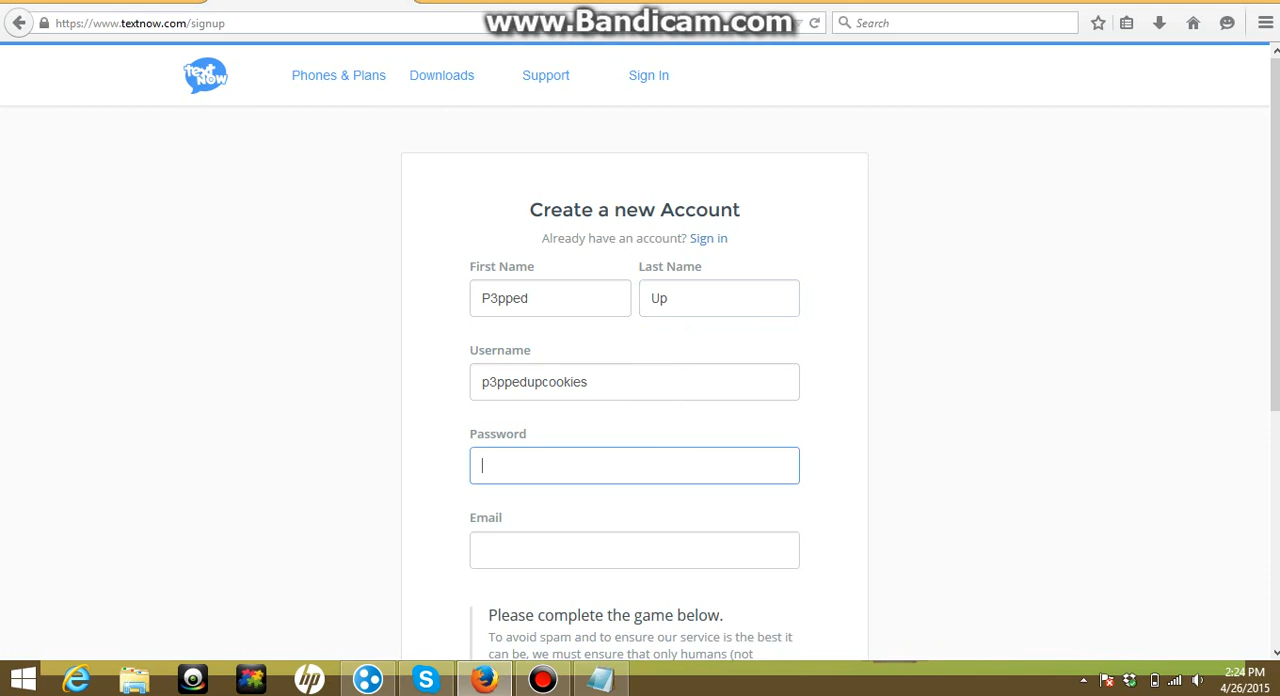 https://www.textnow.com/signup
www.Bandicam.com
Search
text NOW
Phones & Plans
Downloads
Support
Sign In
Create a new Account
Already have an account? Sign in
First Name
Last Name
P3pped
Up
Username
p3ppedupcookies
Password
Email
Please complete the game below.
To avoid spam and to ensure our service is the best it
can be, we must ensure that only humans (not
hp
2:24 PM
4/26/2015